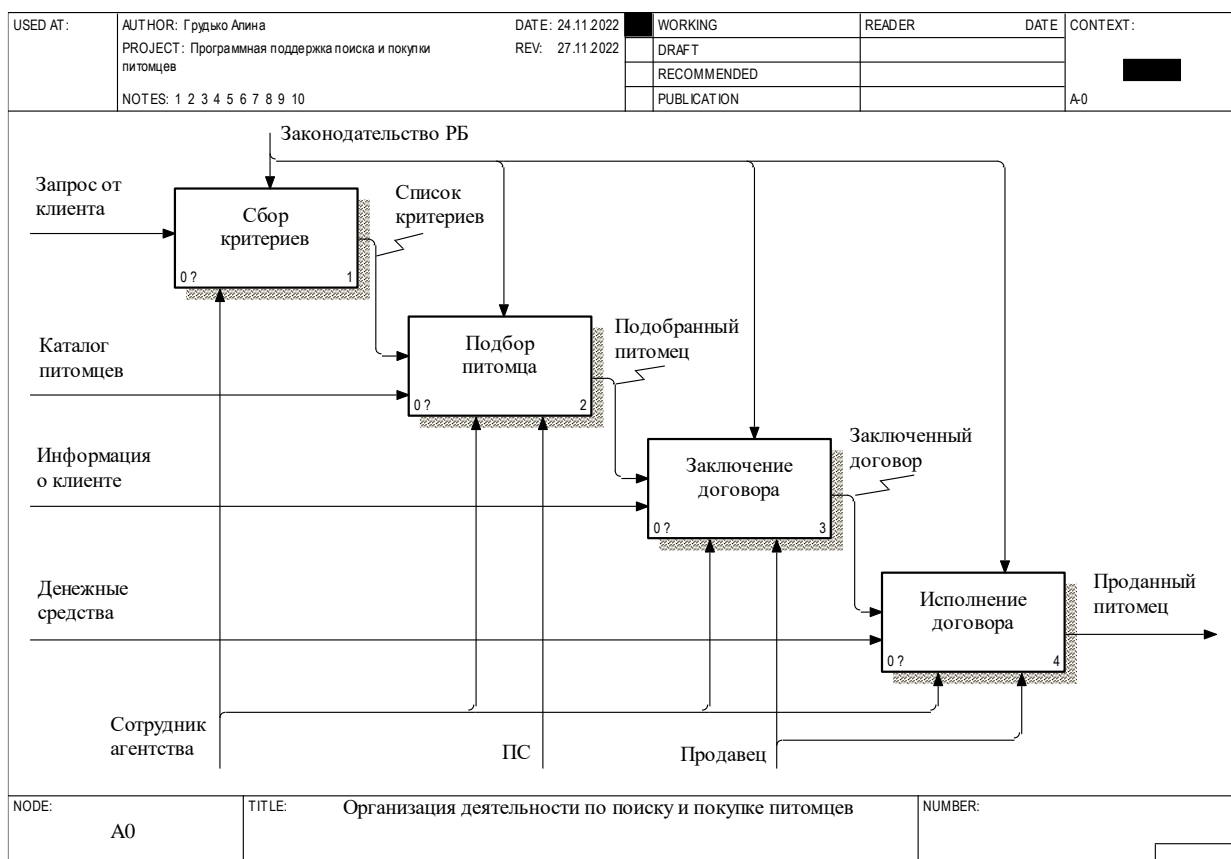 USED AT:
AUTHOR: Грудько Алина
DATE: 24.11.2022
WORKING
READER
DATE
CONTEXT:
PROJECT: Программная поддержка поиска и покупки
питомцев
REV: 27.11.2022
DRAFT
RECOMMENDED
NOTES: 1 2 3 4 5 6 7 8 9 10
PUBLICATION
A-0
Законодательство РБ
Запрос от
клиента
Сбор
критериев
0 ?
1
Список
критериев
Каталог
питомцев
Подбор
питомца
0 ?
2
Подобранный
питомец
Информация
о клиенте
Заключение
договора
0 ?
3
Заключенный
договор
Денежные
средства
Исполнение
договора
0 ?
4
Проданный
питомец
Сотрудник
агентства
ПС
Продавец
NODE:
A0
TITLE:
Организация деятельности по поиску и покупке питомцев
NUMBER: